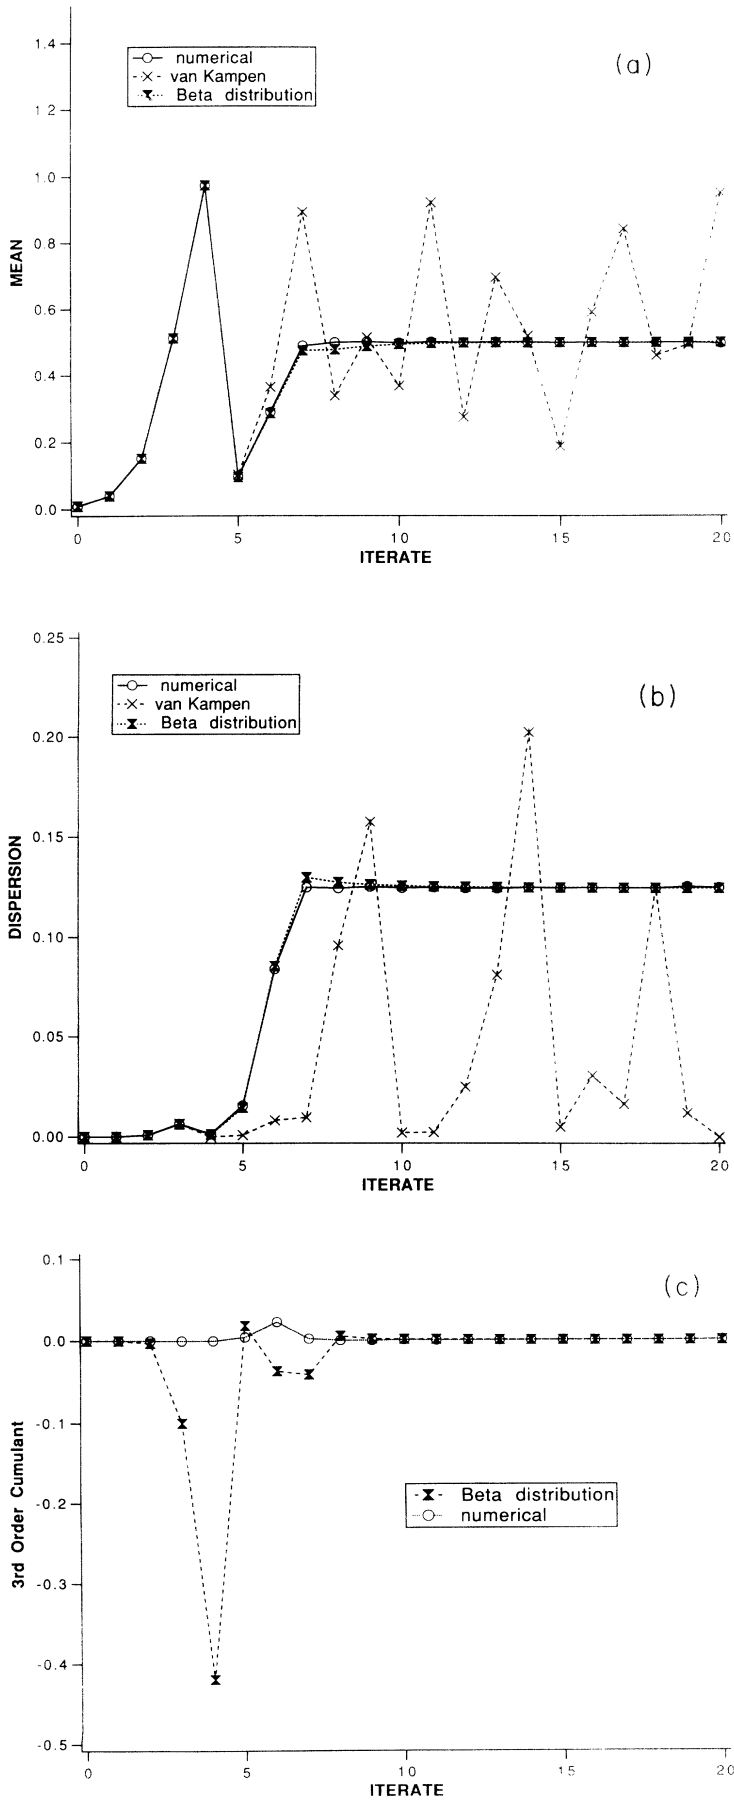 1.4
1 2
1.0
0.8
0.6
0.4
0.2
0.0
MEAN
numerical
van Kampen
Beta distribution
(a)
0 5 10 15 20
ITERATE
0.25
0.20
0.15
0.10
0.05
0.00
DISPERSION
numerical
van Kampen
Beta distribution
(b)
0 5 10 15 20
ITERATE
0.1
0.0
-0.1
-0.2
-0.3
-0.4
-0.5
3rd Order Cumulant
(c)
Beta distribution
numerical
0 5 10 15 20
ITERATE